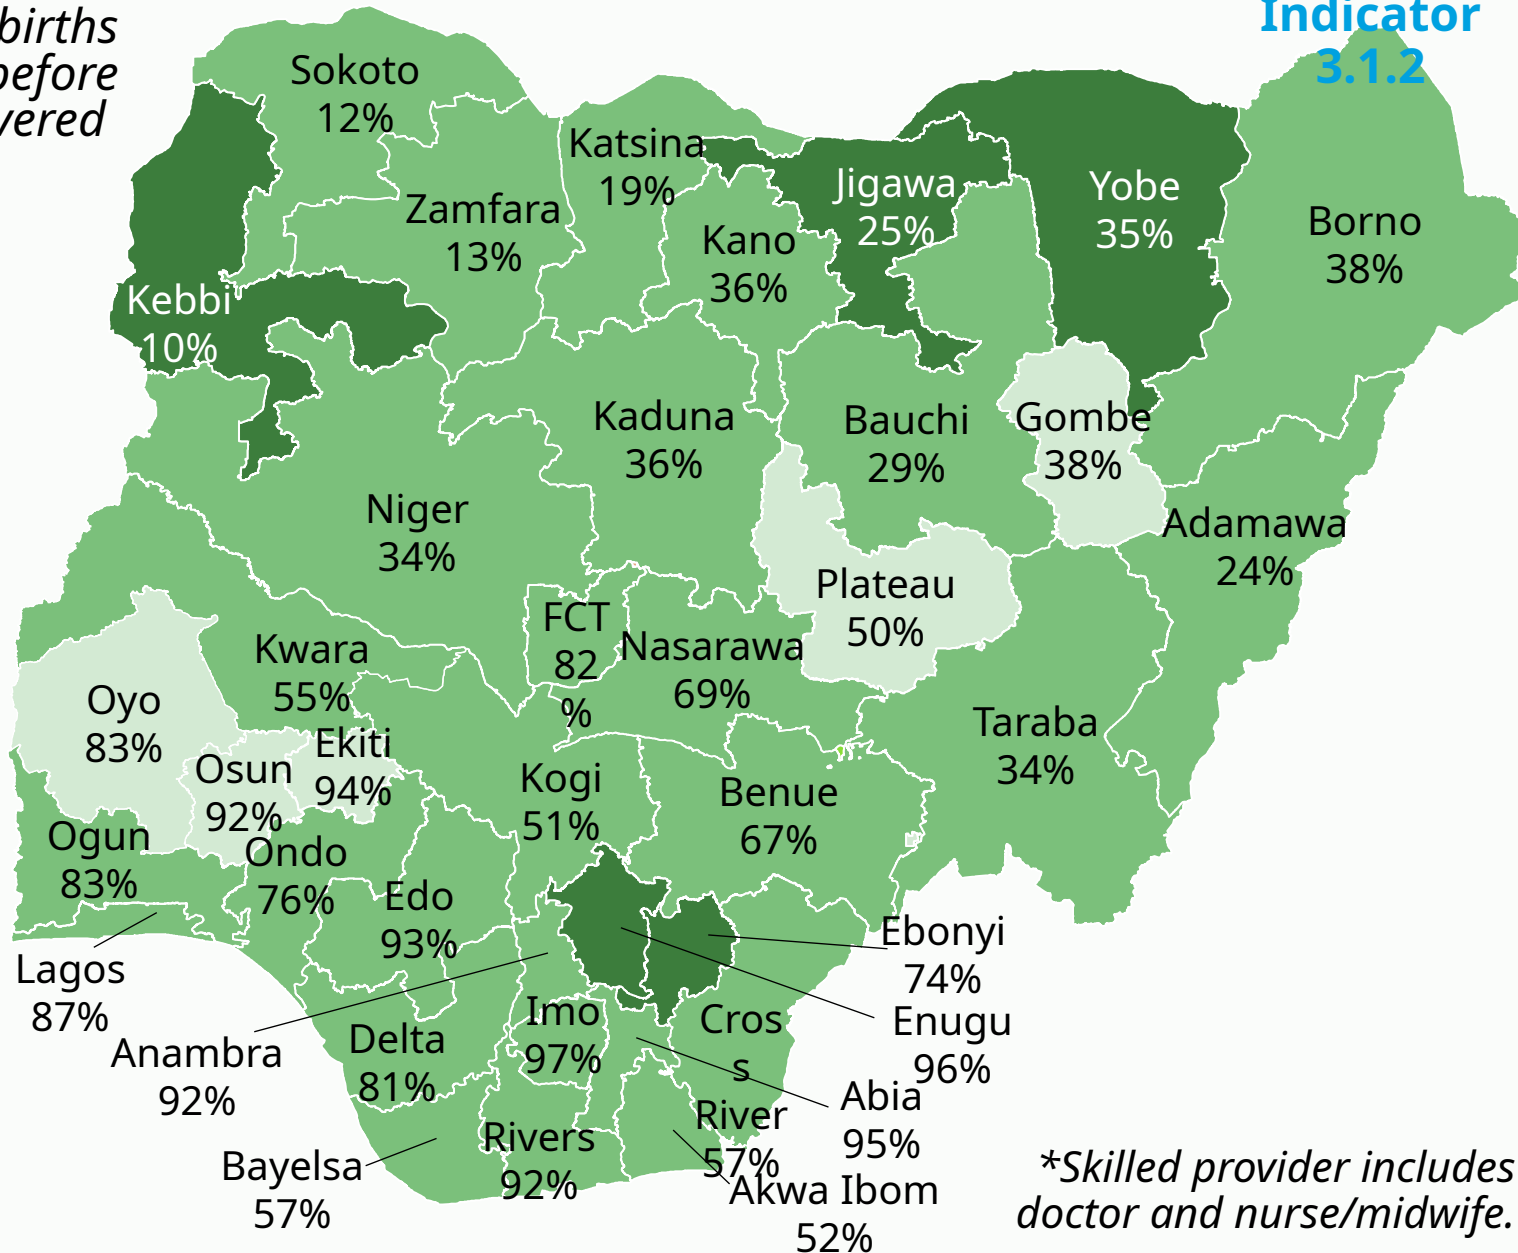 births
before
Indicator
3.1.2
Sokoto
12%
Katsina
19%
Jigawa
25%
Yobe
35%
Zamfara
13%
Kano
36%
Borno
38%
Kebbi
10%
Kaduna
36%
Bauchi
29%
Gombe
38%
Niger
34%
Adamawa
24%
Plateau
50%
FCT
82
%
Nasarawa
69%
Kwara
55%
Oyo
83%
Taraba
34%
Ekiti
94%
Osun
92%
Kogi
51%
Benue
67%
Ogun
83%
Ondo
76%
Edo
93%
Ebonyi
74%
Lagos
87%
Imo
97%
Cros
s
River
57%
Enugu
96%
Anambra
92%
Delta
81%
Abia
95%
Rivers
92%
Bayelsa
57%
Akwa Ibom
52%
*Skilled provider includes
doctor and nurse/midwife.